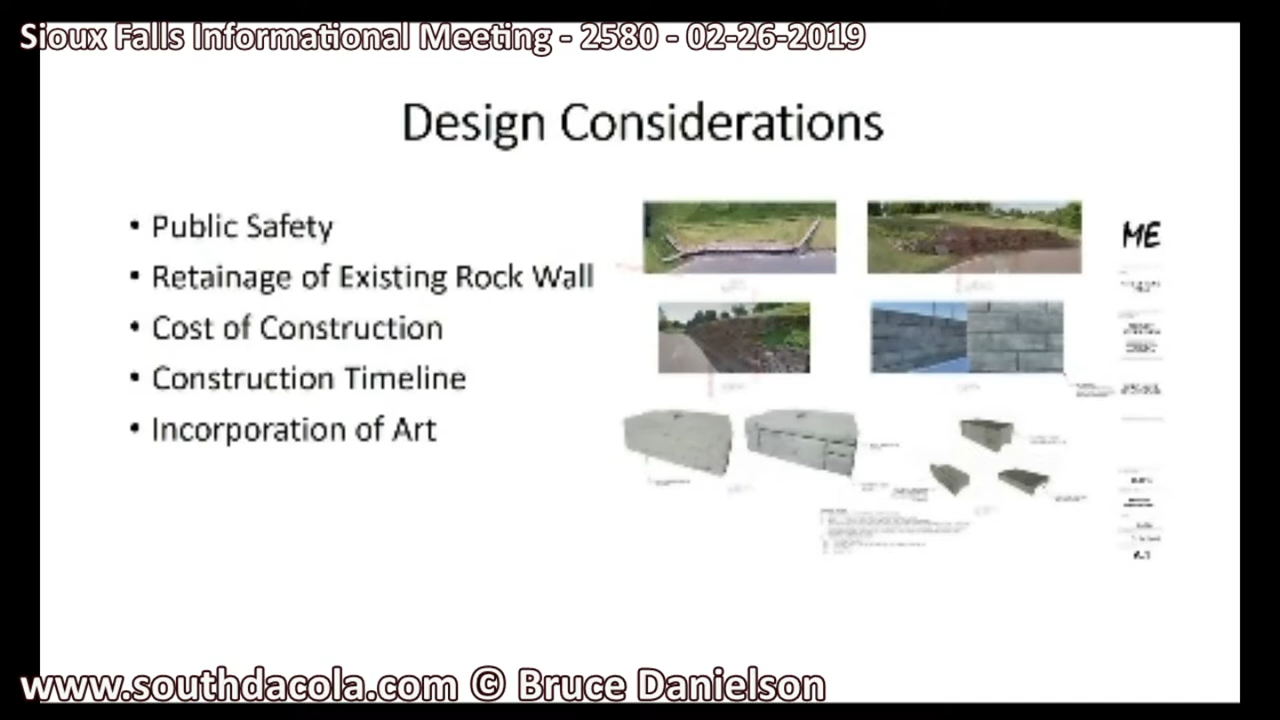 Sioux Falls Informational Meeting - 2580 - 02-26-2019
Design Considerations
• Public Safety
• Retainage of Existing Rock Wall
• Cost of Construction
• Construction Timeline
• Incorporation of Art
ME
www.southdacola.com © Bruce Danielson